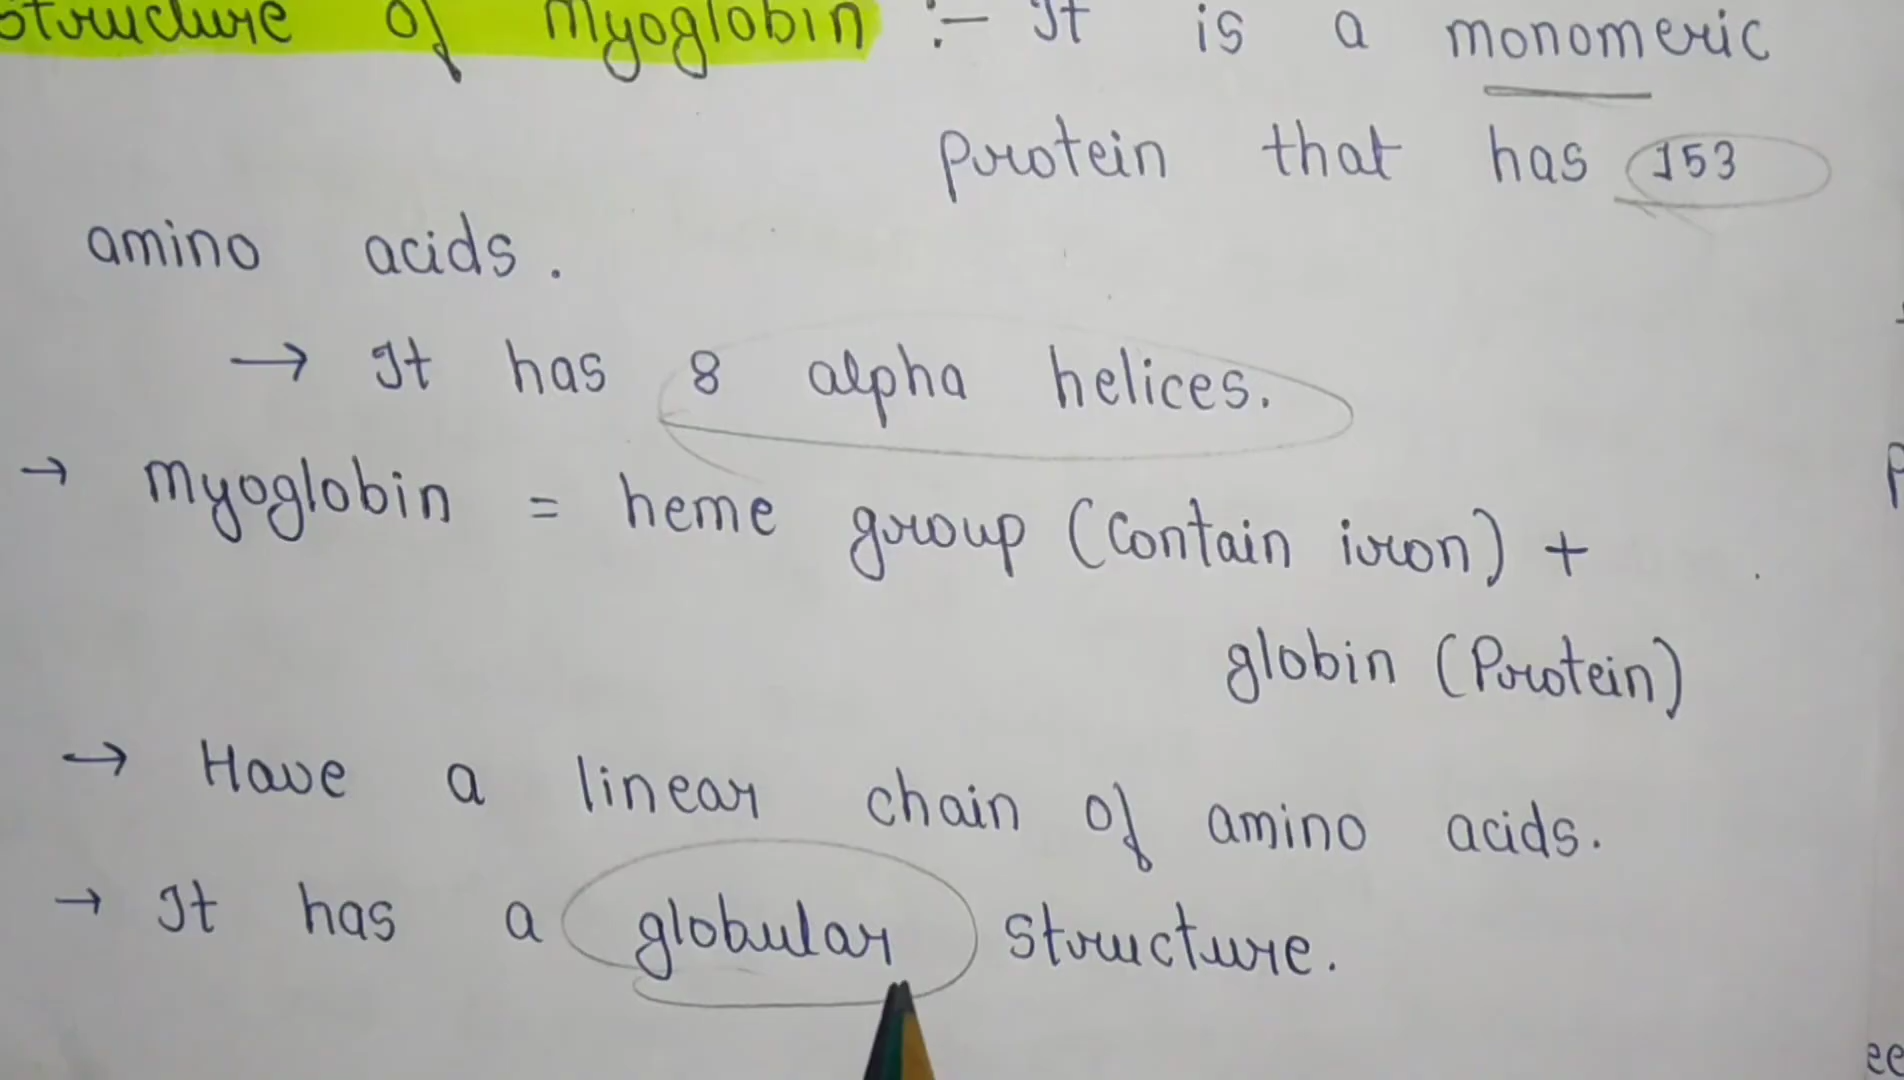 Structure of Myoglobin :- It is a monomeric
protein that has 153
amino acids.
→ It has 8 alpha helices.
→ Myoglobin = heme group (Contain iron) +
globin (Protein)
→ Have a linear chain of amino acids.
→ It has a globular structure.